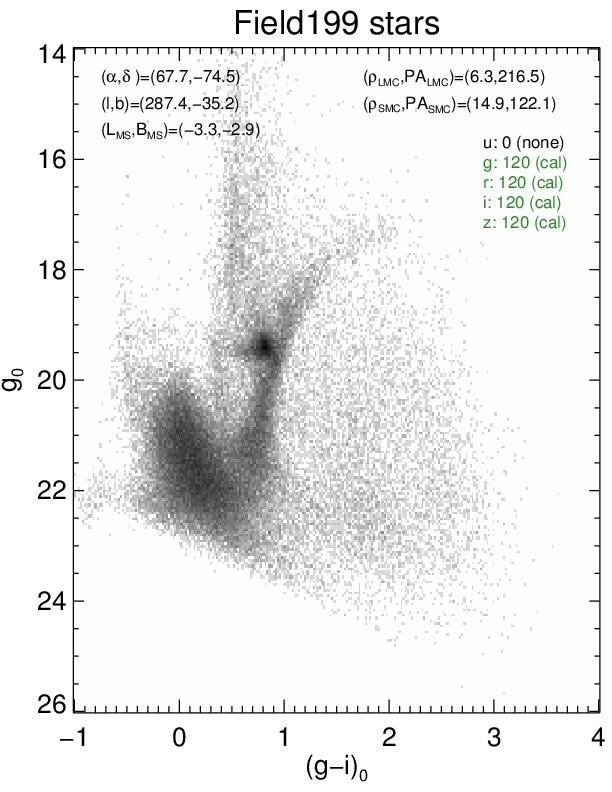 Field199 stars
(α,δ )=(67.7,−74.5)
(ρLMC,PALMC)=(6.3,216.5)
(l,b)=(287.4,−35.2)
(ρSMC,PASMC)=(14.9,122.1)
(LMS,BMS)=(−3.3,−2.9)
u: 0 (none)
g: 120 (cal)
r: 120 (cal)
i: 120 (cal)
z: 120 (cal)
14
16
18
20
22
24
26
g0
−1 0 1 2 3 4
(g−i)0